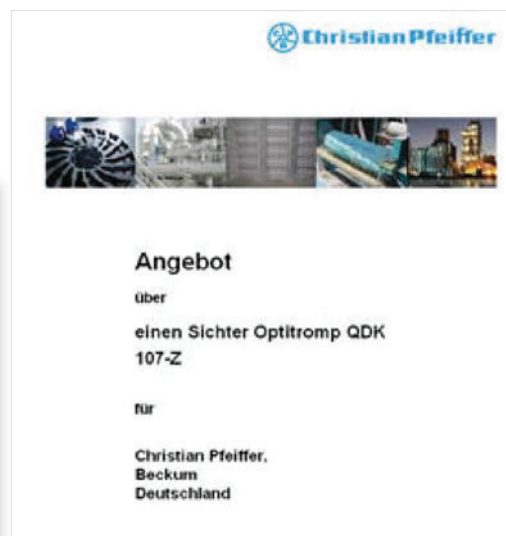 Christian Pfeiffer
Angebot
über
einen Sichter Optitromp QDK
107-Z
für
Christian Pfeiffer,
Beckum
Deutschland